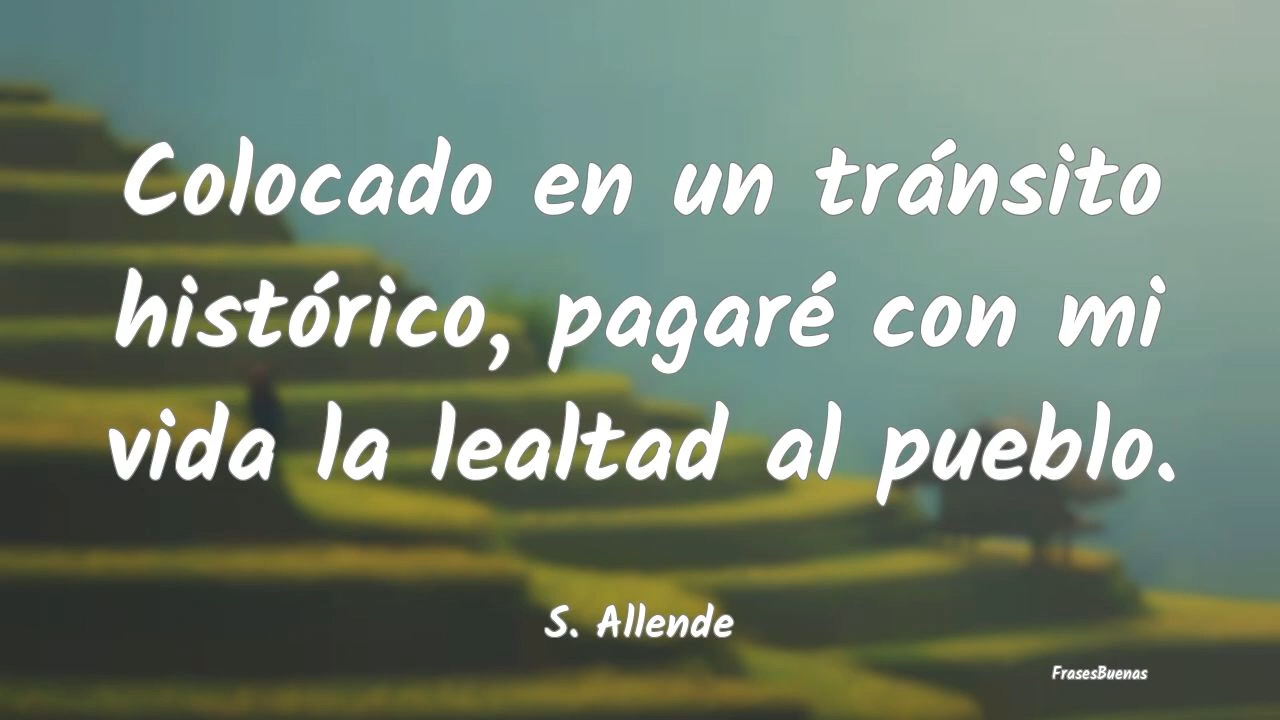 Colocado en un tránsito
histórico, pagaré con mi
vida la lealtad al pueblo.
S. Allende
FrasesBuenas